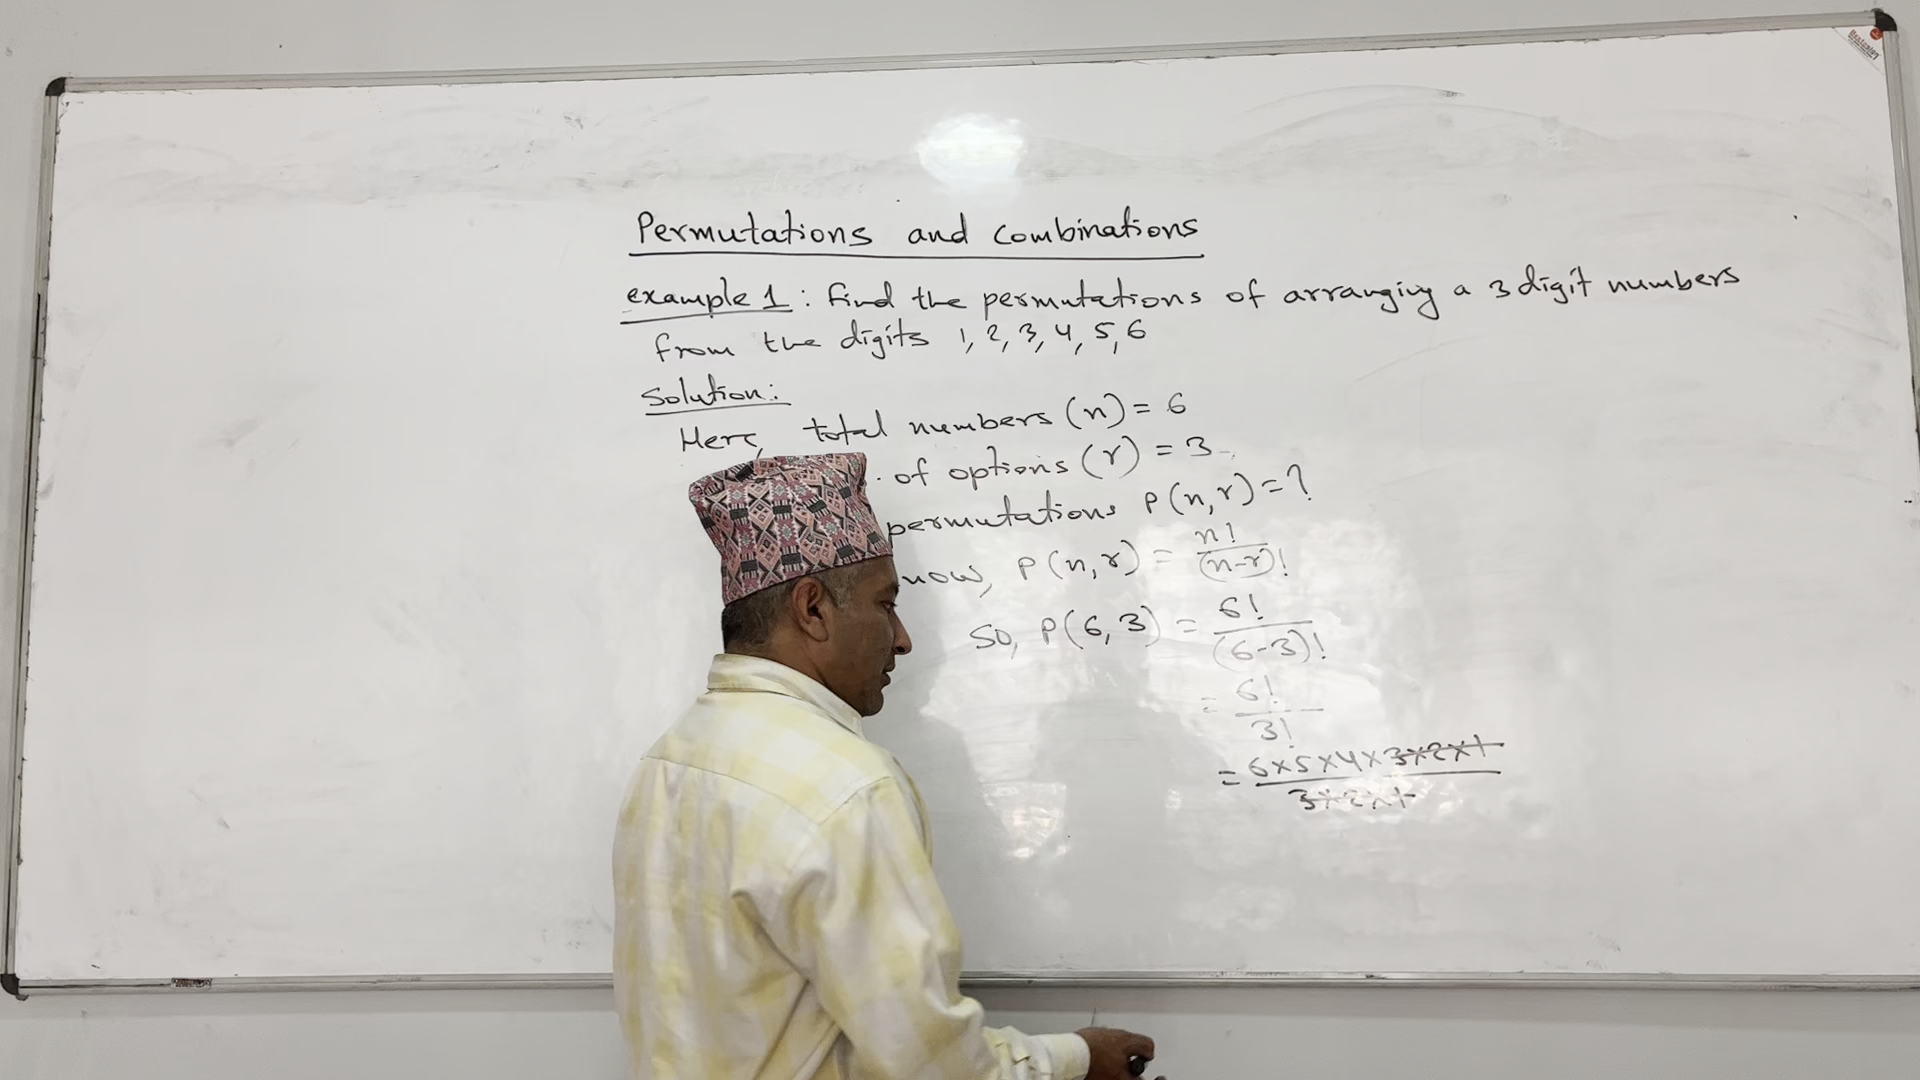 Permutations and combinations
example 1: Find the permutations of arranging a 3 digit numbers
from the digits 1, 2, 3, 4, 5, 6
Solution:
Here, total numbers (n) = 6
of options (r) = 3
permutations P(n,r) = ?
now, P(n,r) = n! / (n-r)!
So, P(6,3) = 6! / (6-3)!
= 6! / 3!
= 6×5×4×3×2×1 / 3×2×1